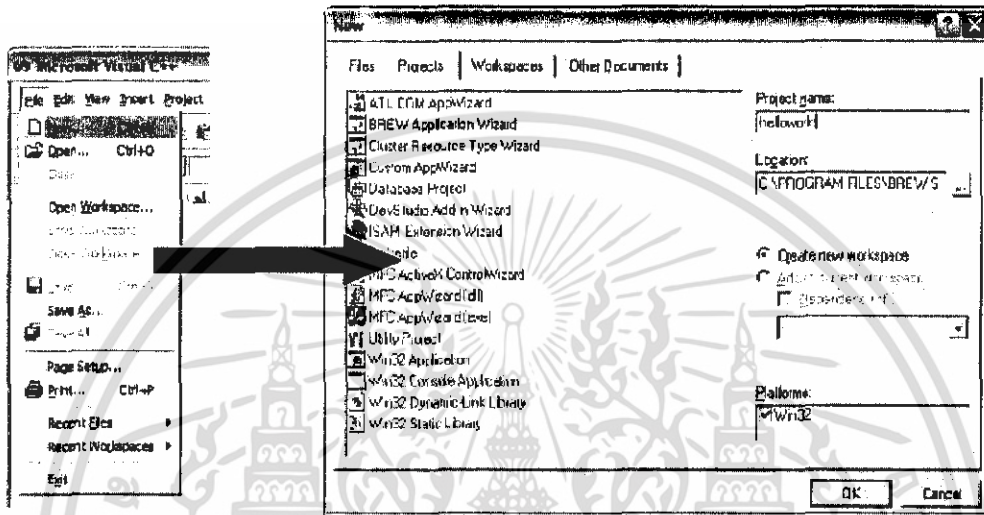 Microsoft Visual C++
File Edit View Insert Project
Open... Ctrl+O
Open Workspace...
Save As...
Page Setup...
Print... Ctrl+P
Recent Files
Recent Workspaces
Exit
New
Files Projects Workspaces Other Documents
ATL COM AppWizard
BREW Application Wizard
Cluster Resource Type Wizard
Custom AppWizard
Database Project
DevStudio Add-in Wizard
ISAPI Extension Wizard
MFC ActiveX ControlWizard
MFC AppWizard (dll)
MFC AppWizard (exe)
Utility Project
Win32 Application
Win32 Console Application
Win32 Dynamic-Link Library
Win32 Static Library
Project name:
Location:
C:\PROGRAM FILES\BREW\S ...
Create new workspace
Platforms:
Win32
OK Cancel